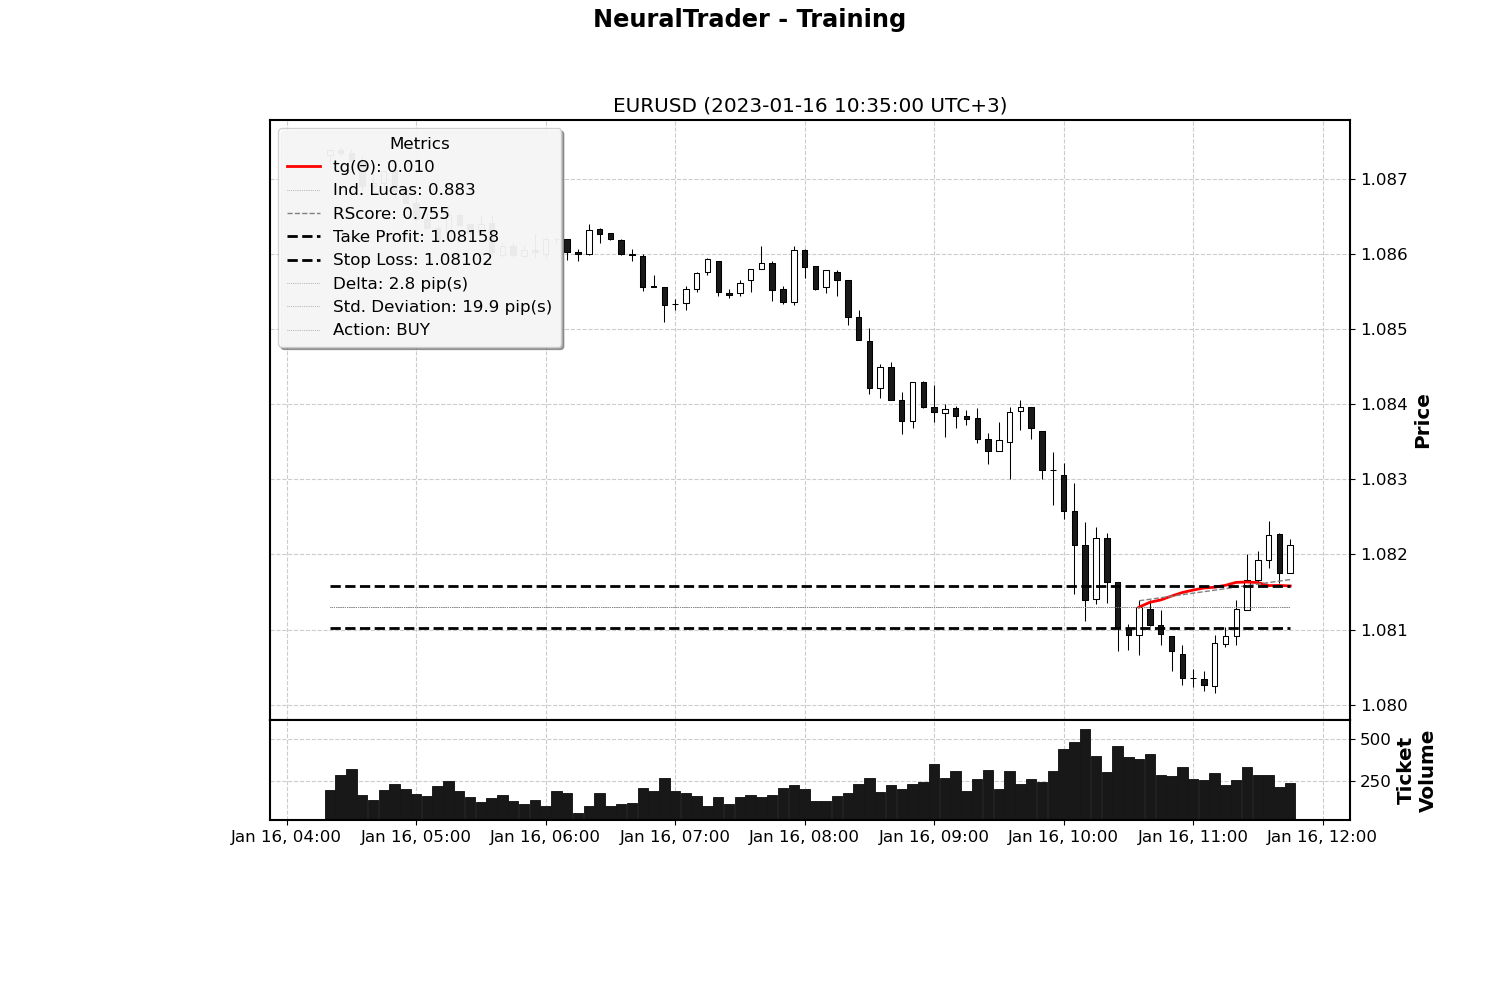 NeuralTrader - Training
EURUSD (2023-01-16 10:35:00 UTC+3)
Metrics
tg(Θ): 0.010
Ind. Lucas: 0.883
RScore: 0.755
Take Profit: 1.08158
Stop Loss: 1.08102
Delta: 2.8 pip(s)
Std. Deviation: 19.9 pip(s)
Action: BUY
1.087
1.086
1.085
1.084
1.083
1.082
1.081
1.080
Price
500
250
Ticket
Volume
Jan 16, 04:00
Jan 16, 05:00
Jan 16, 06:00
Jan 16, 07:00
Jan 16, 08:00
Jan 16, 09:00
Jan 16, 10:00
Jan 16, 11:00
Jan 16, 12:00